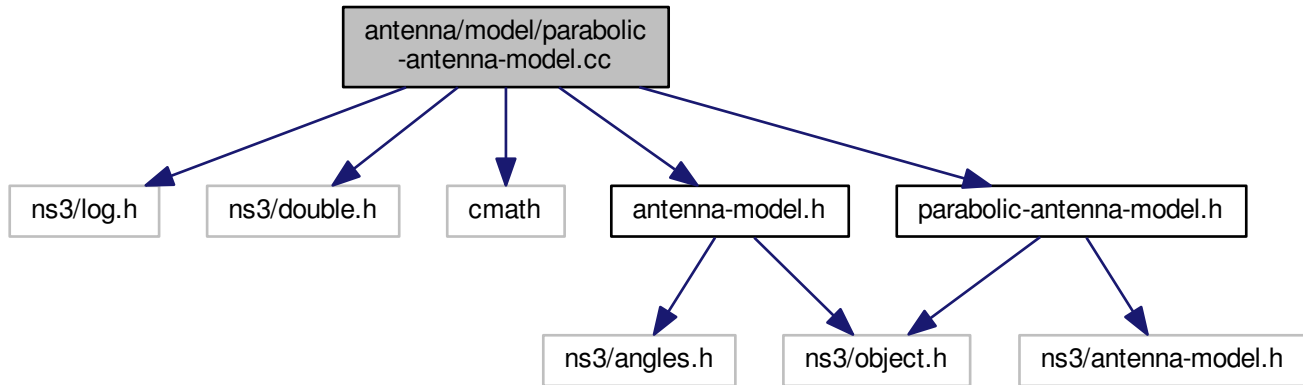 antenna/model/parabolic
-antenna-model.cc
ns3/log.h
ns3/double.h
cmath
antenna-model.h
parabolic-antenna-model.h
ns3/angles.h
ns3/object.h
ns3/antenna-model.h